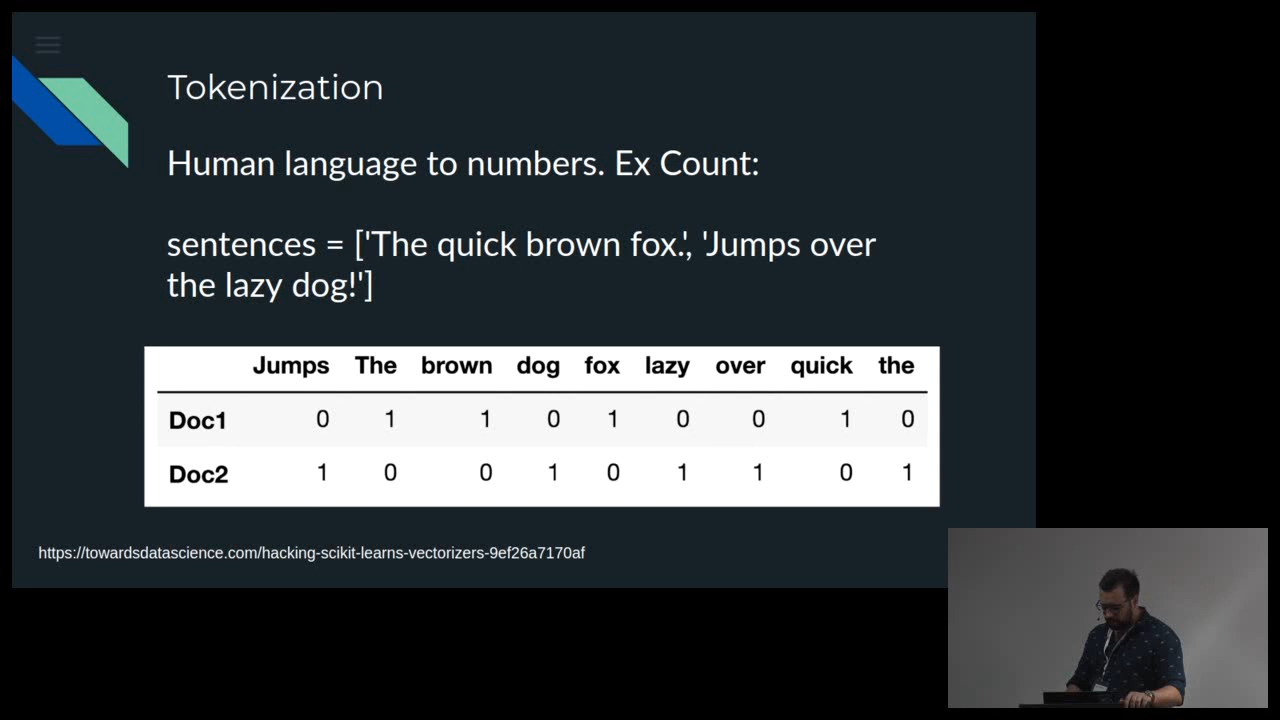 Tokenization
Human language to numbers. Ex Count:
sentences = ['The quick brown fox.', 'Jumps over
the lazy dog!']
Jumps The brown dog fox lazy over quick the
Doc1 0 1 1 0 1 0 0 1 0
Doc2 1 0 0 1 0 1 1 0 1
https://towardsdatascience.com/hacking-scikit-learns-vectorizers-9ef26a7170af